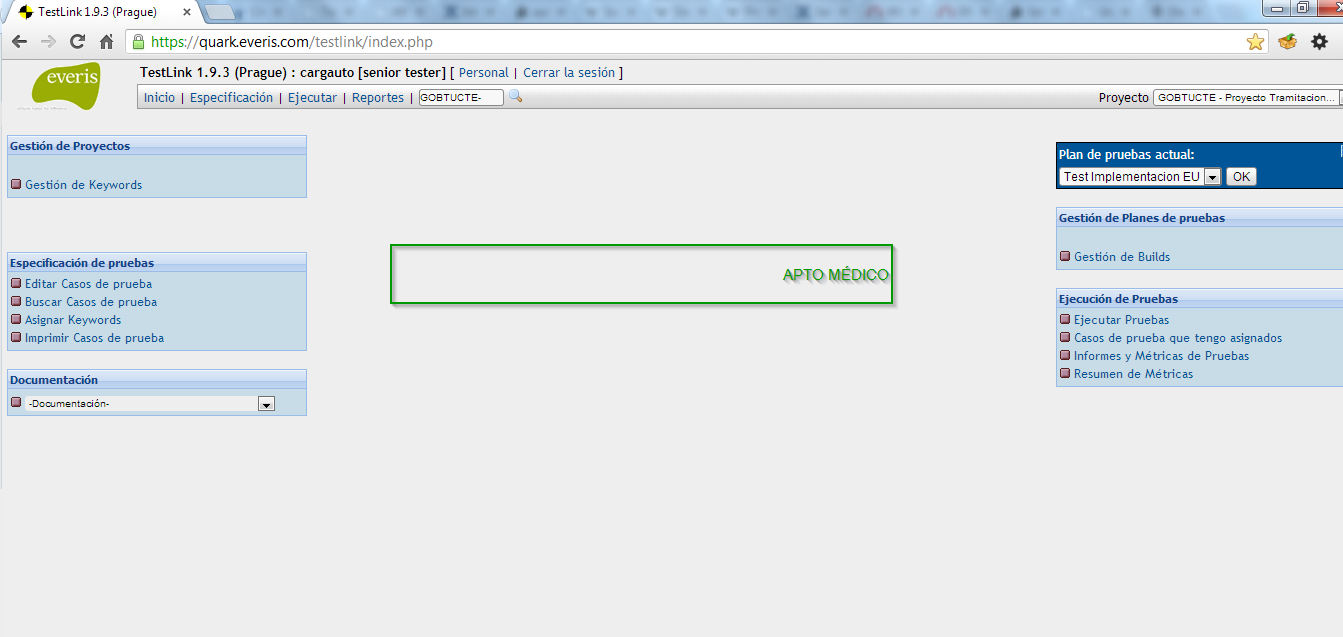 TestLink 1.9.3 (Prague)
https://quark.everis.com/testlink/index.php
everis
TestLink 1.9.3 (Prague) : cargauto [senior tester] [ Personal | Cerrar la sesión ]
Inicio | Especificación | Ejecutar | Reportes | GOBTUCTE-
Proyecto GOBTUCTE - Proyecto Tramitacion...
Gestión de Proyectos
Gestión de Keywords
Especificación de pruebas
Editar Casos de prueba
Buscar Casos de prueba
Asignar Keywords
Imprimir Casos de prueba
Documentación
-Documentación-
APTO MÉDICO
Plan de pruebas actual:
Test Implementacion EU OK
Gestión de Planes de pruebas
Gestión de Builds
Ejecución de Pruebas
Ejecutar Pruebas
Casos de prueba que tengo asignados
Informes y Métricas de Pruebas
Resumen de Métricas